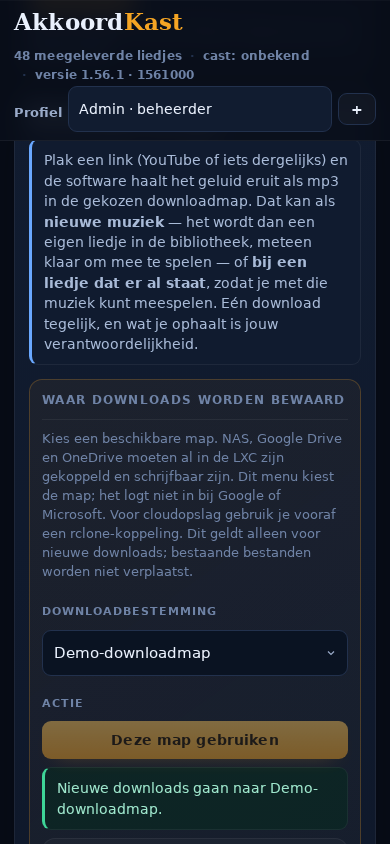 AkkoordKast
48 meegeleverde liedjes · cast: onbekend
· versie 1.56.1 · 1561000
Profiel Admin · beheerder +
Plak een link (YouTube of iets dergelijks) en
de software haalt het geluid eruit als mp3
in de gekozen downloadmap. Dat kan als
nieuwe muziek — het wordt dan een
eigen liedje in de bibliotheek, meteen
klaar om mee te spelen — of bij een
liedje dat er al staat, zodat je met die
muziek kunt meespelen. Eén download
tegelijk, en wat je ophaalt is jouw
verantwoordelijkheid.
WAAR DOWNLOADS WORDEN BEWAARD
Kies een beschikbare map. NAS, Google Drive
en OneDrive moeten al in de LXC zijn
gekoppeld en schrijfbaar zijn. Dit menu kiest
de map; het logt niet in bij Google of
Microsoft. Voor cloudopslag gebruik je vooraf
een rclone-koppeling. Dit geldt alleen voor
nieuwe downloads; bestaande bestanden
worden niet verplaatst.
DOWNLOADBESTEMMING
Demo-downloadmap
ACTIE
Deze map gebruiken
Nieuwe downloads gaan naar Demo-
downloadmap.